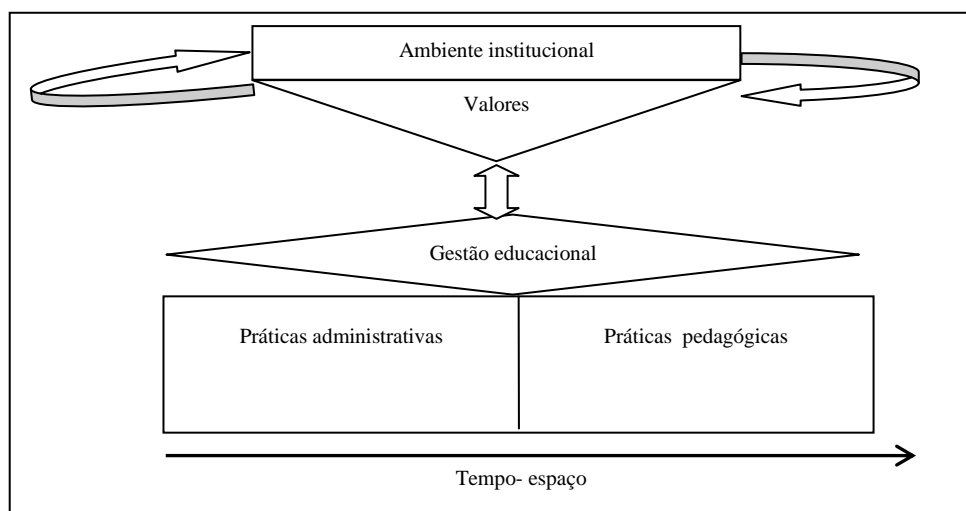 Ambiente institucional
Valores
Gestão educacional
Práticas administrativas
Práticas pedagógicas
Tempo- espaço